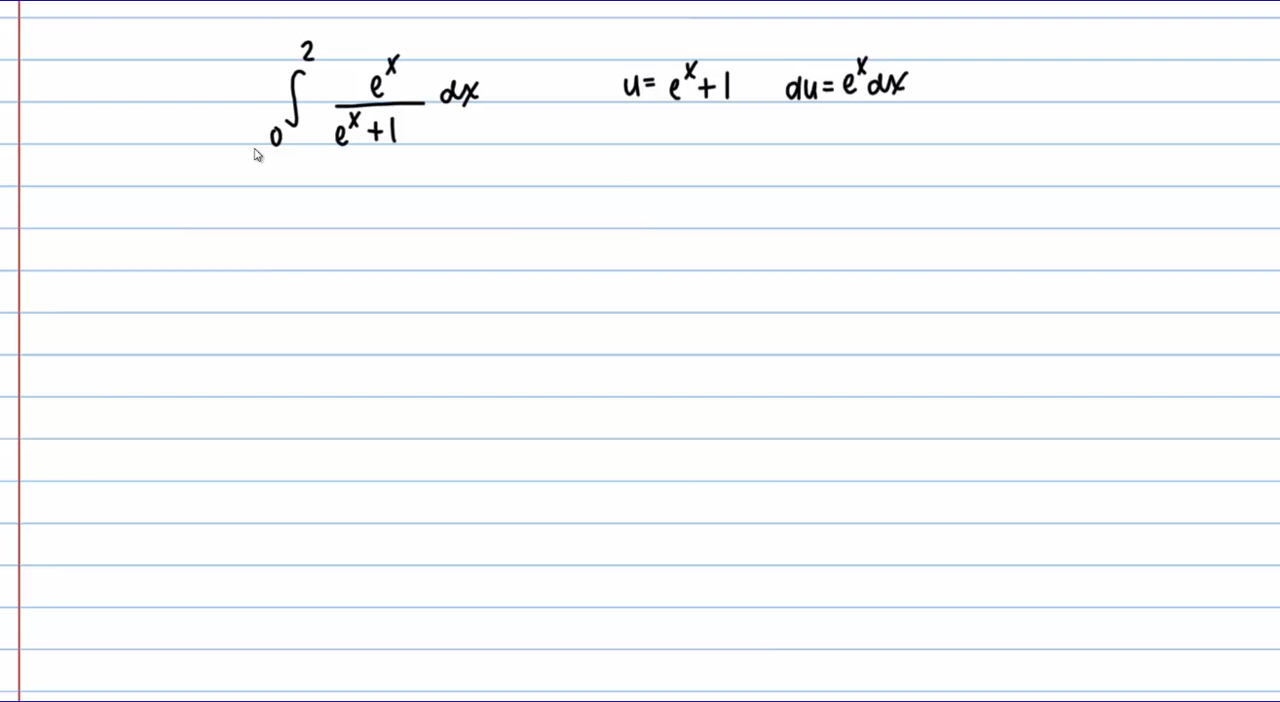 ∫₀² eˣ/(eˣ+1) dx u = eˣ+1 du = eˣdx